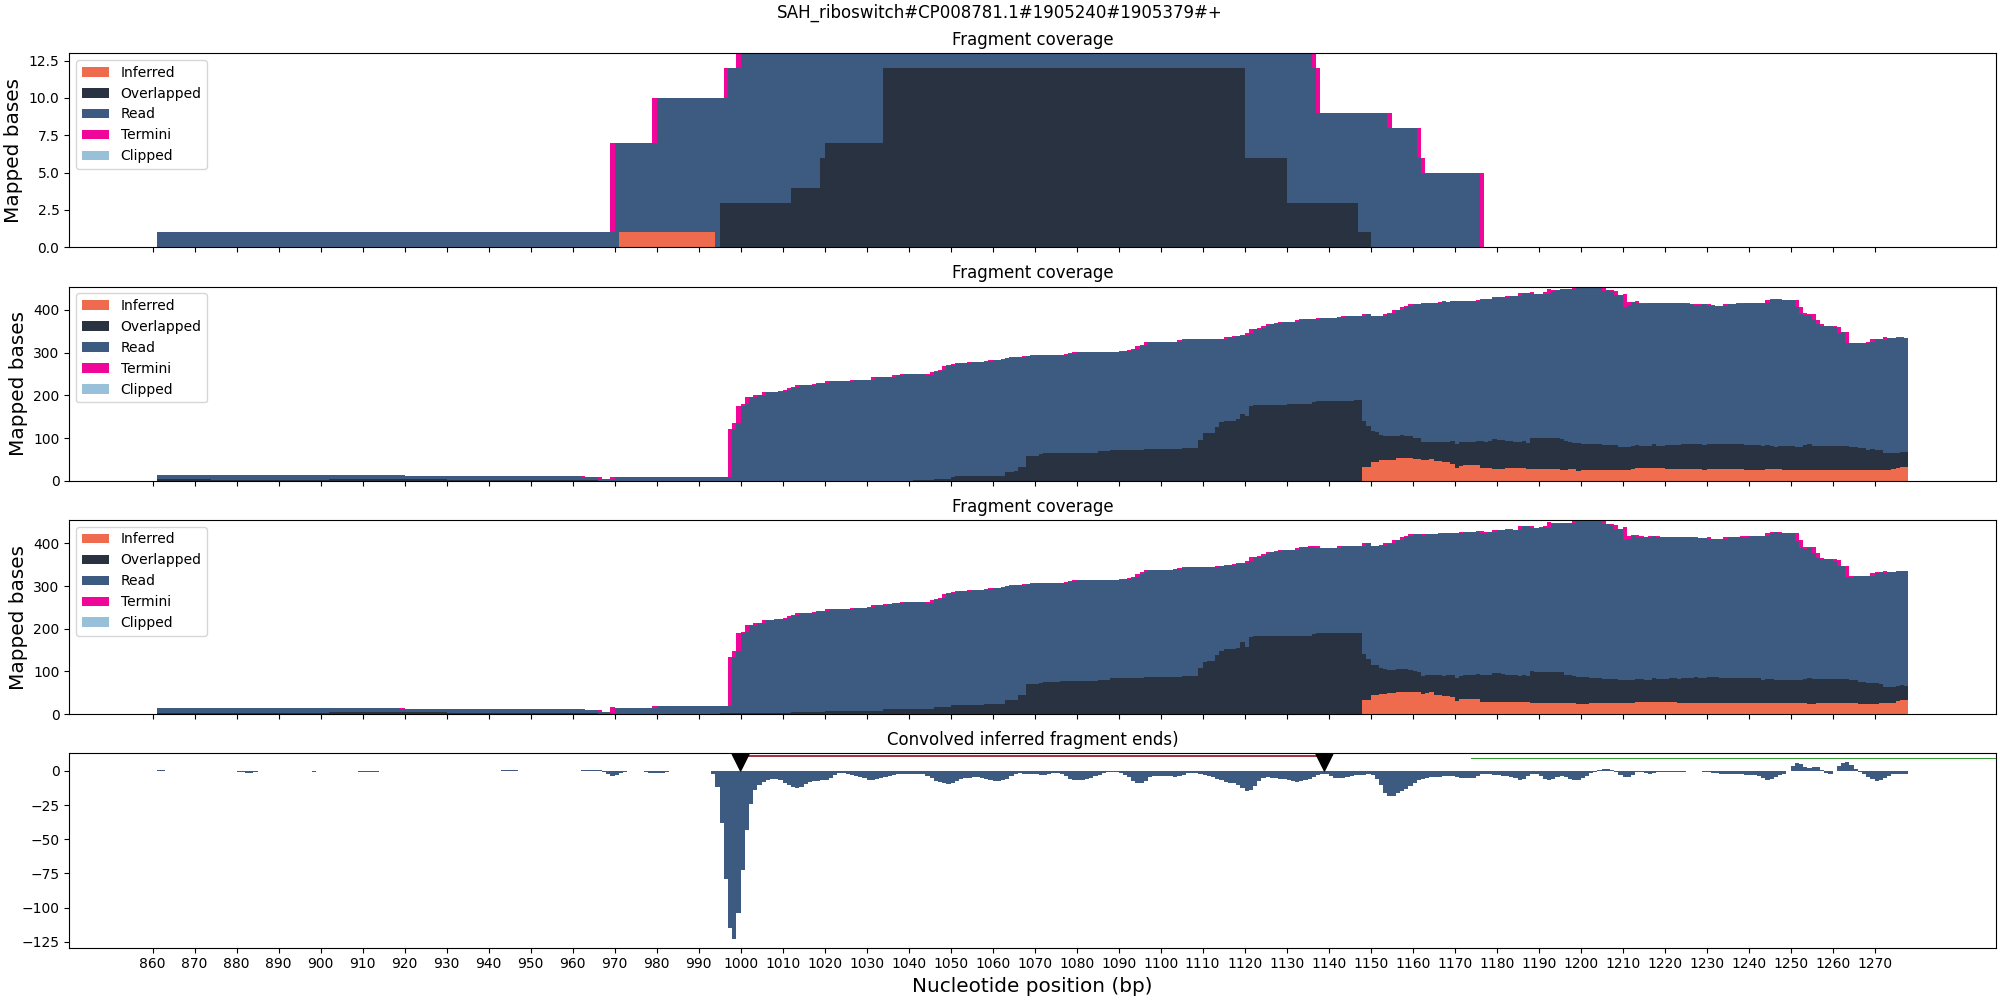 SAH_riboswitch#CP008781.1#1905240#1905379#+
Fragment coverage
Mapped bases
12.5
10.0
7.5
5.0
2.5
0.0
Inferred
Overlapped
Read
Termini
Clipped
Fragment coverage
Mapped bases
400
300
200
100
0
Inferred
Overlapped
Read
Termini
Clipped
Fragment coverage
Mapped bases
400
300
200
100
0
Inferred
Overlapped
Read
Termini
Clipped
Convolved inferred fragment ends)
0
−25
−50
−75
−100
−125
860 870 880 890 900 910 920 930 940 950 960 970 980 990 1000 1010 1020 1030 1040 1050 1060 1070 1080 1090 1100 1110 1120 1130 1140 1150 1160 1170 1180 1190 1200 1210 1220 1230 1240 1250 1260 1270
Nucleotide position (bp)